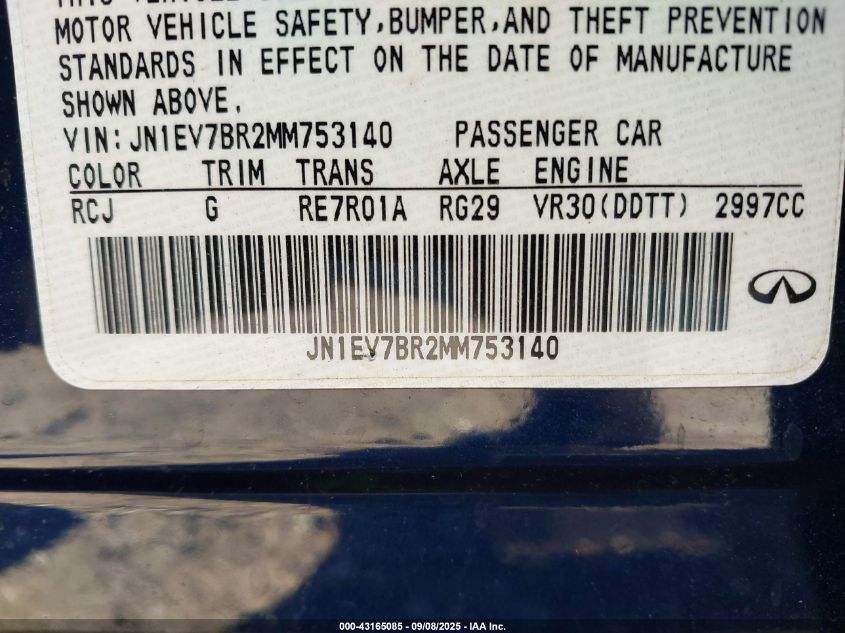 MOTOR VEHICLE SAFETY,BUMPER,AND THEFT PREVENTION
STANDARDS IN EFFECT ON THE DATE OF MANUFACTURE
SHOWN ABOVE.
VIN:JN1EV7BR2MM753140 PASSENGER CAR
COLOR TRIM TRANS AXLE ENGINE
RCJ G RE7R01A RG29 VR30(DDTT) 2997CC
JN1EV7BR2MM753140
000-43165085 - 09/08/2025 - IAA Inc.